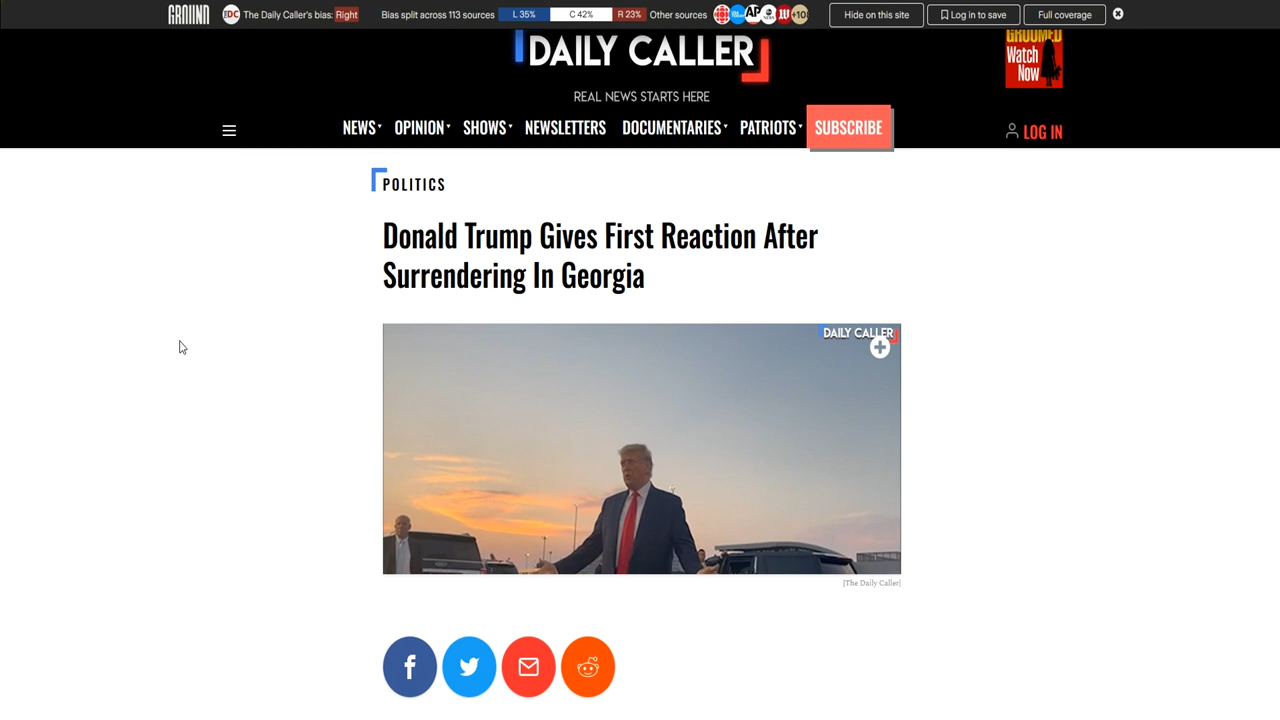 GROUND
DC The Daily Caller's bias: Right
Bias split across 113 sources L 35% C 42% R 23% Other sources
AP
Hide on this site
Log in to save
Full coverage
DAILY CALLER
REAL NEWS STARTS HERE
GROOMED
Watch
Now
NEWS OPINION SHOWS NEWSLETTERS DOCUMENTARIES PATRIOTS SUBSCRIBE
LOG IN
POLITICS
Donald Trump Gives First Reaction After
Surrendering In Georgia
DAILY CALLER
[The Daily Caller]